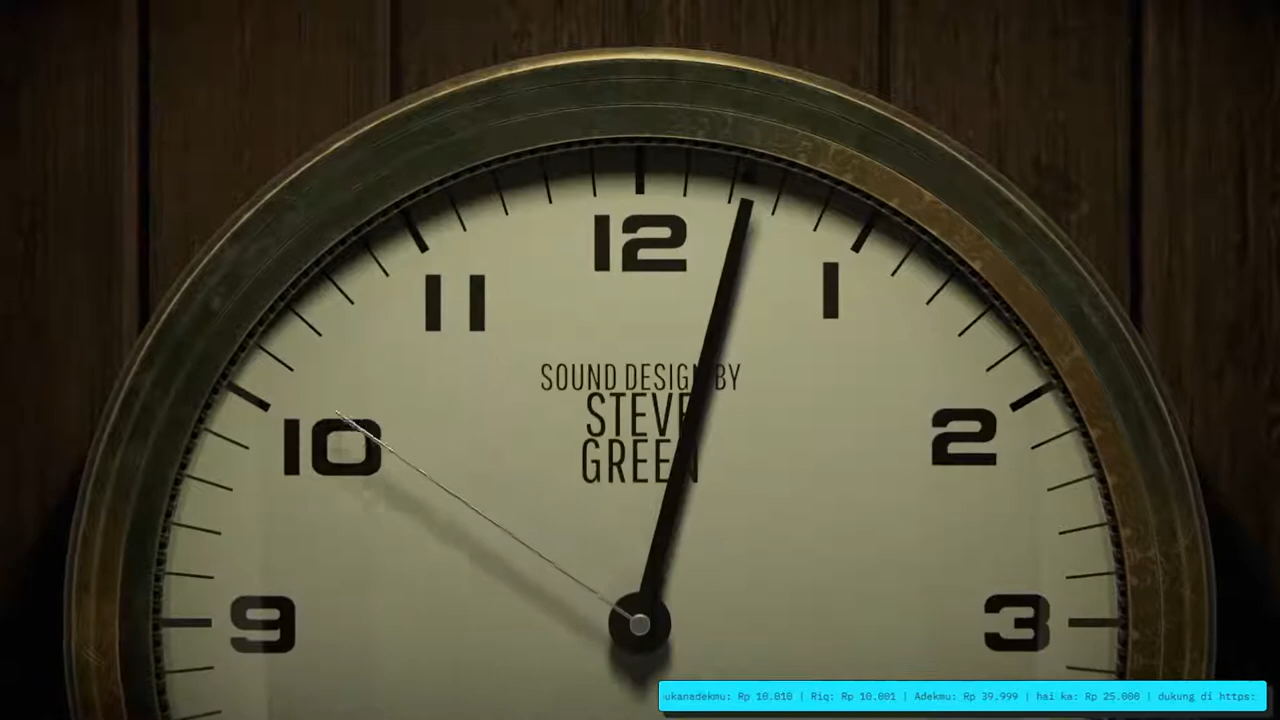 12
11
1
SOUND DESIGN BY
STEVE
GREEN
10
2
9
3
ukanadekmu: Rp 10.010 | Riq: Rp 10.001 | Adekmu: Rp 39.999 | hai ka: Rp 25.000 | dukung di https: